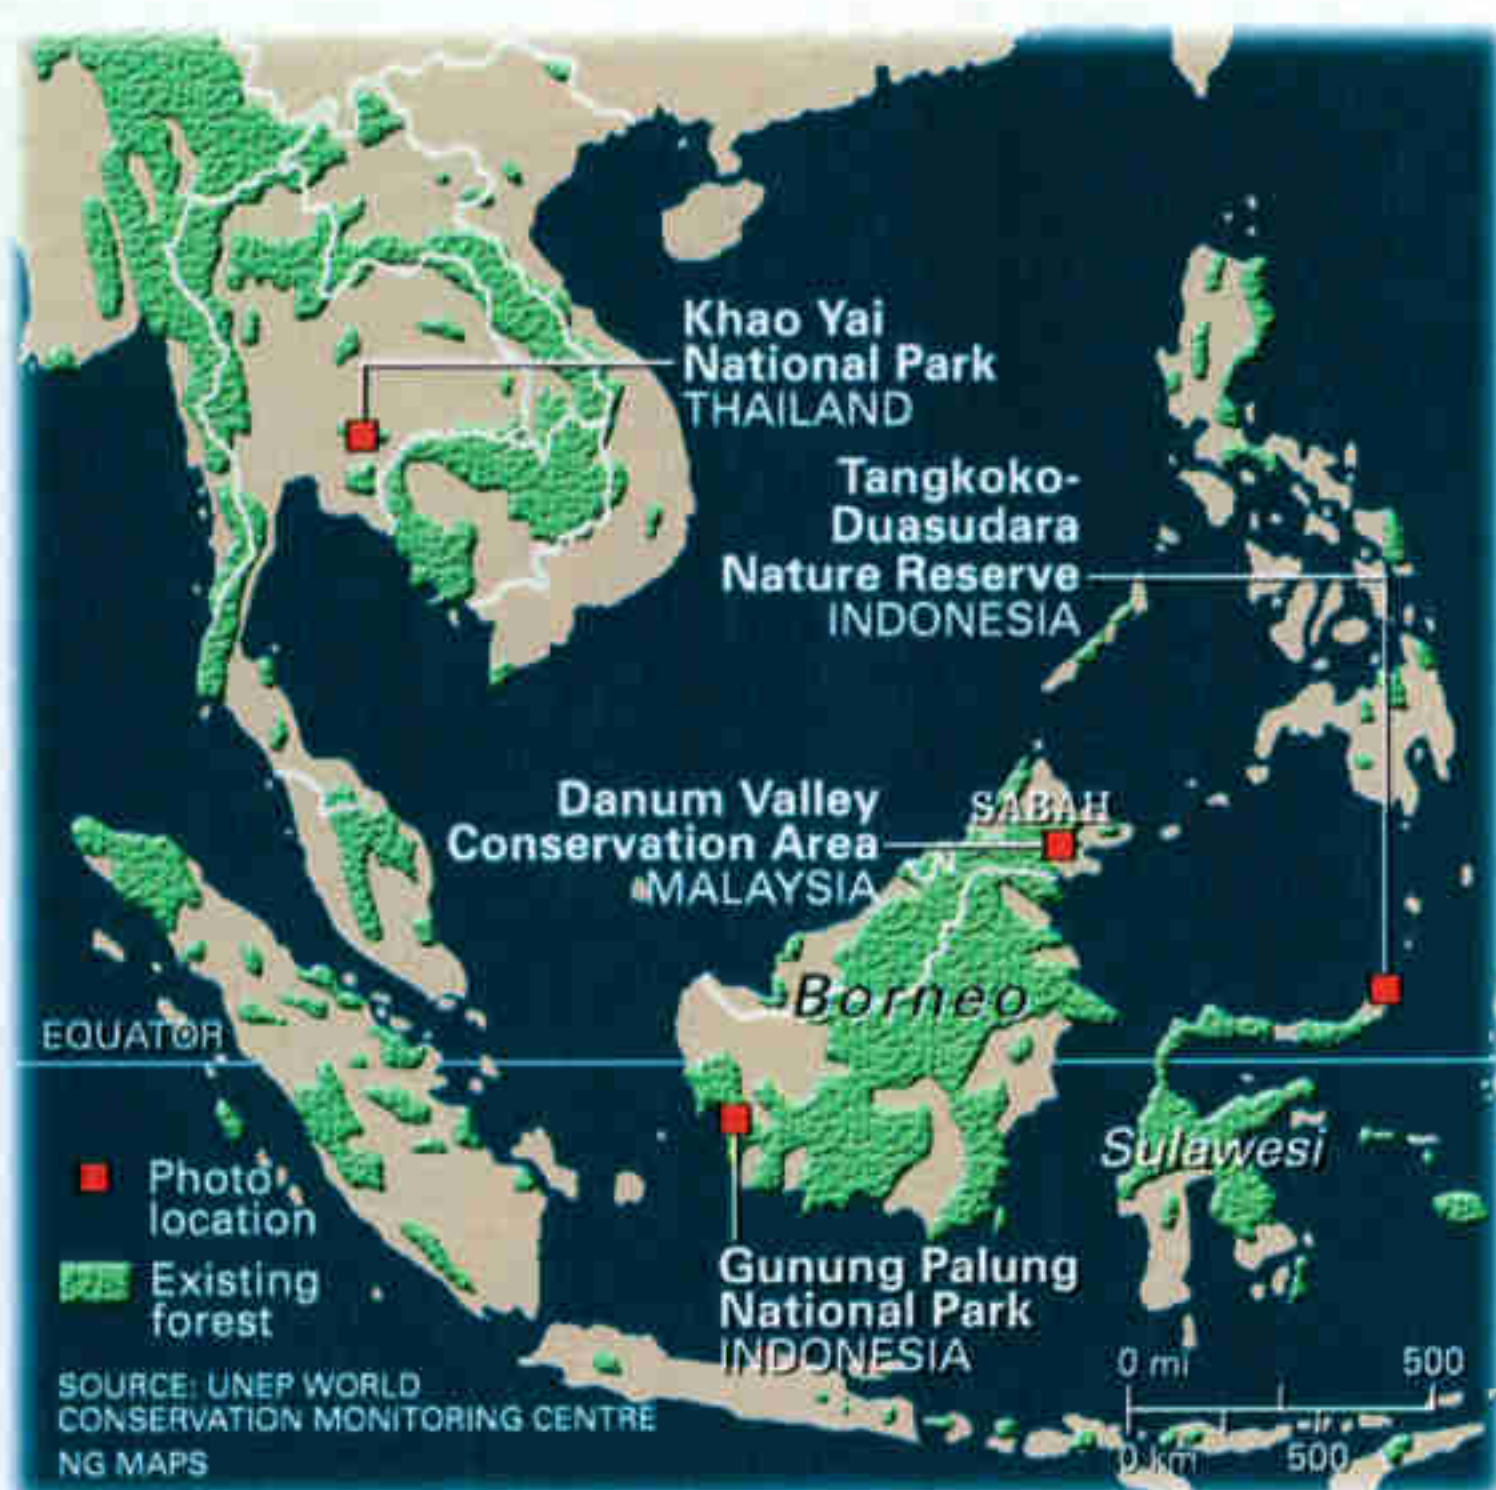 Khao Yai
National Park
THAILAND
Tangkoko-
Duasudara
Nature Reserve
INDONESIA
Danum Valley
Conservation Area
MALAYSIA
SABAH
Borneo
EQUATOR
Sulawesi
Photo
location
Existing
forest
Gunung Palung
National Park
INDONESIA
0 mi 500
0 km 500
SOURCE: UNEP WORLD
CONSERVATION MONITORING CENTRE
NG MAPS